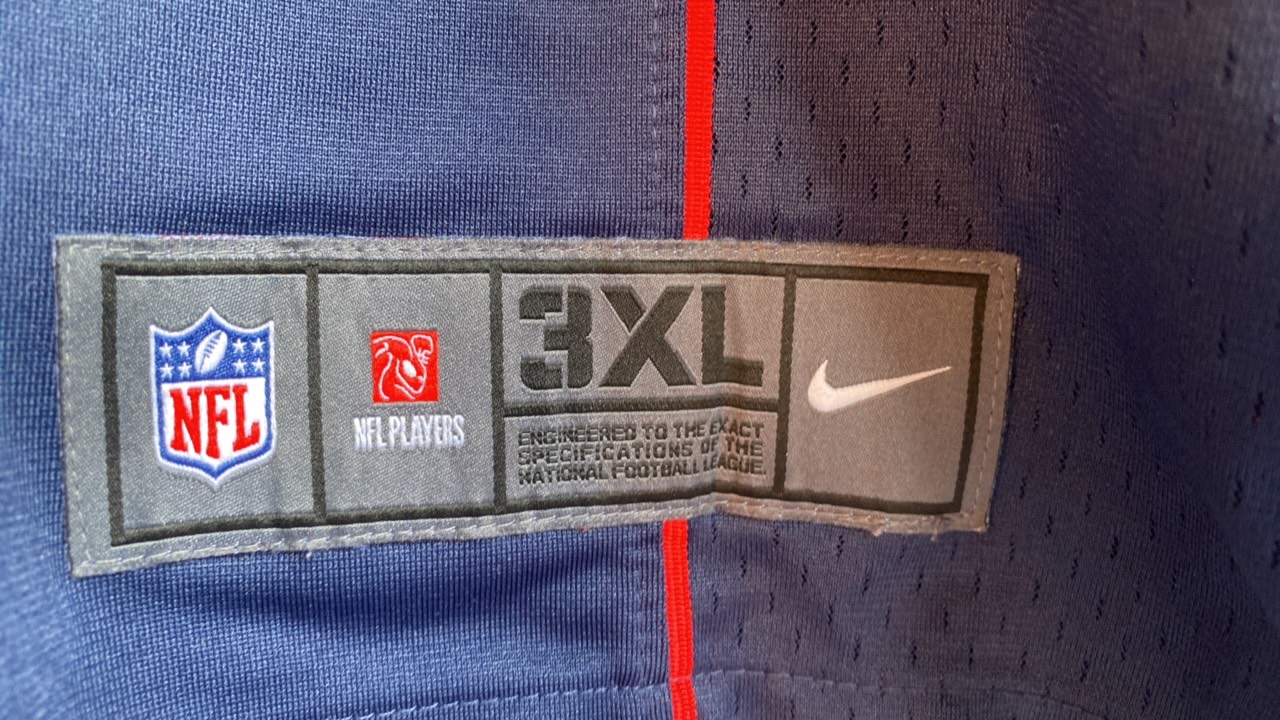 NFL
NFL PLAYERS
3XL
ENGINEERED TO THE EXACT
SPECIFICATIONS OF THE
NATIONAL FOOTBALL LEAGUE.